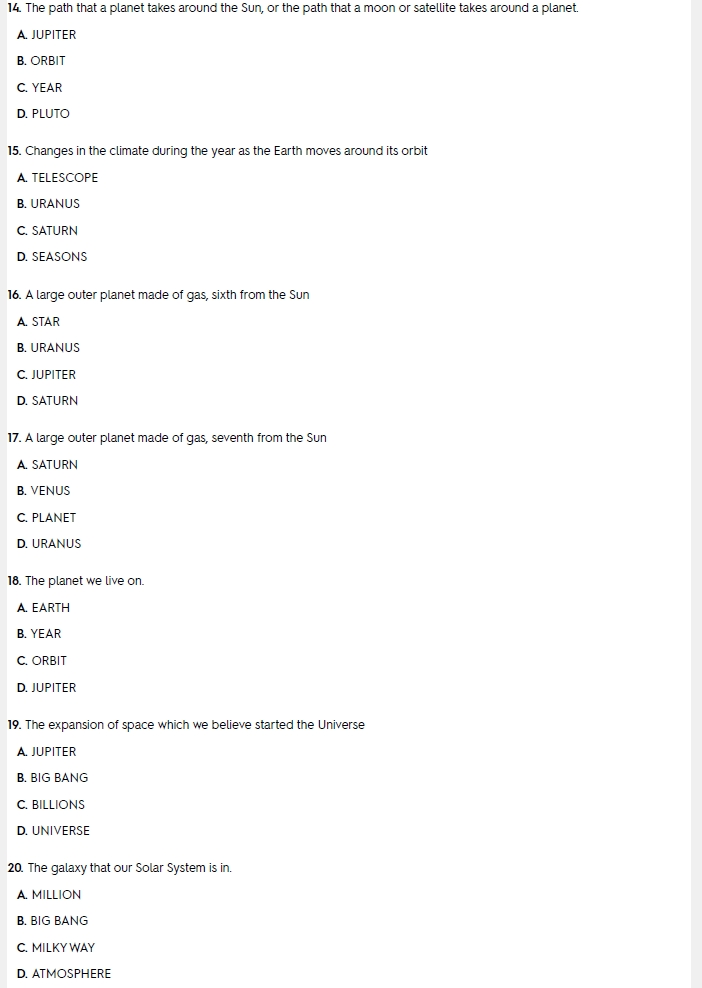 14. The path that a planet takes around the Sun, or the path that a moon or satellite takes around a planet.
A. JUPITER
B. ORBIT
C. YEAR
D. PLUTO
15. Changes in the climate during the year as the Earth moves around its orbit
A. TELESCOPE
B. URANUS
C. SATURN
D. SEASONS
16. A large outer planet made of gas, sixth from the Sun
A. STAR
B. URANUS
C. JUPITER
D. SATURN
17. A large outer planet made of gas, seventh from the Sun
A. SATURN
B. VENUS
C. PLANET
D. URANUS
18. The planet we live on.
A. EARTH
B. YEAR
C. ORBIT
D. JUPITER
19. The expansion of space which we believe started the Universe
A. JUPITER
B. BIG BANG
C. BILLIONS
D. UNIVERSE
20. The galaxy that our Solar System is in.
A. MILLION
B. BIG BANG
C. MILKY WAY
D. ATMOSPHERE